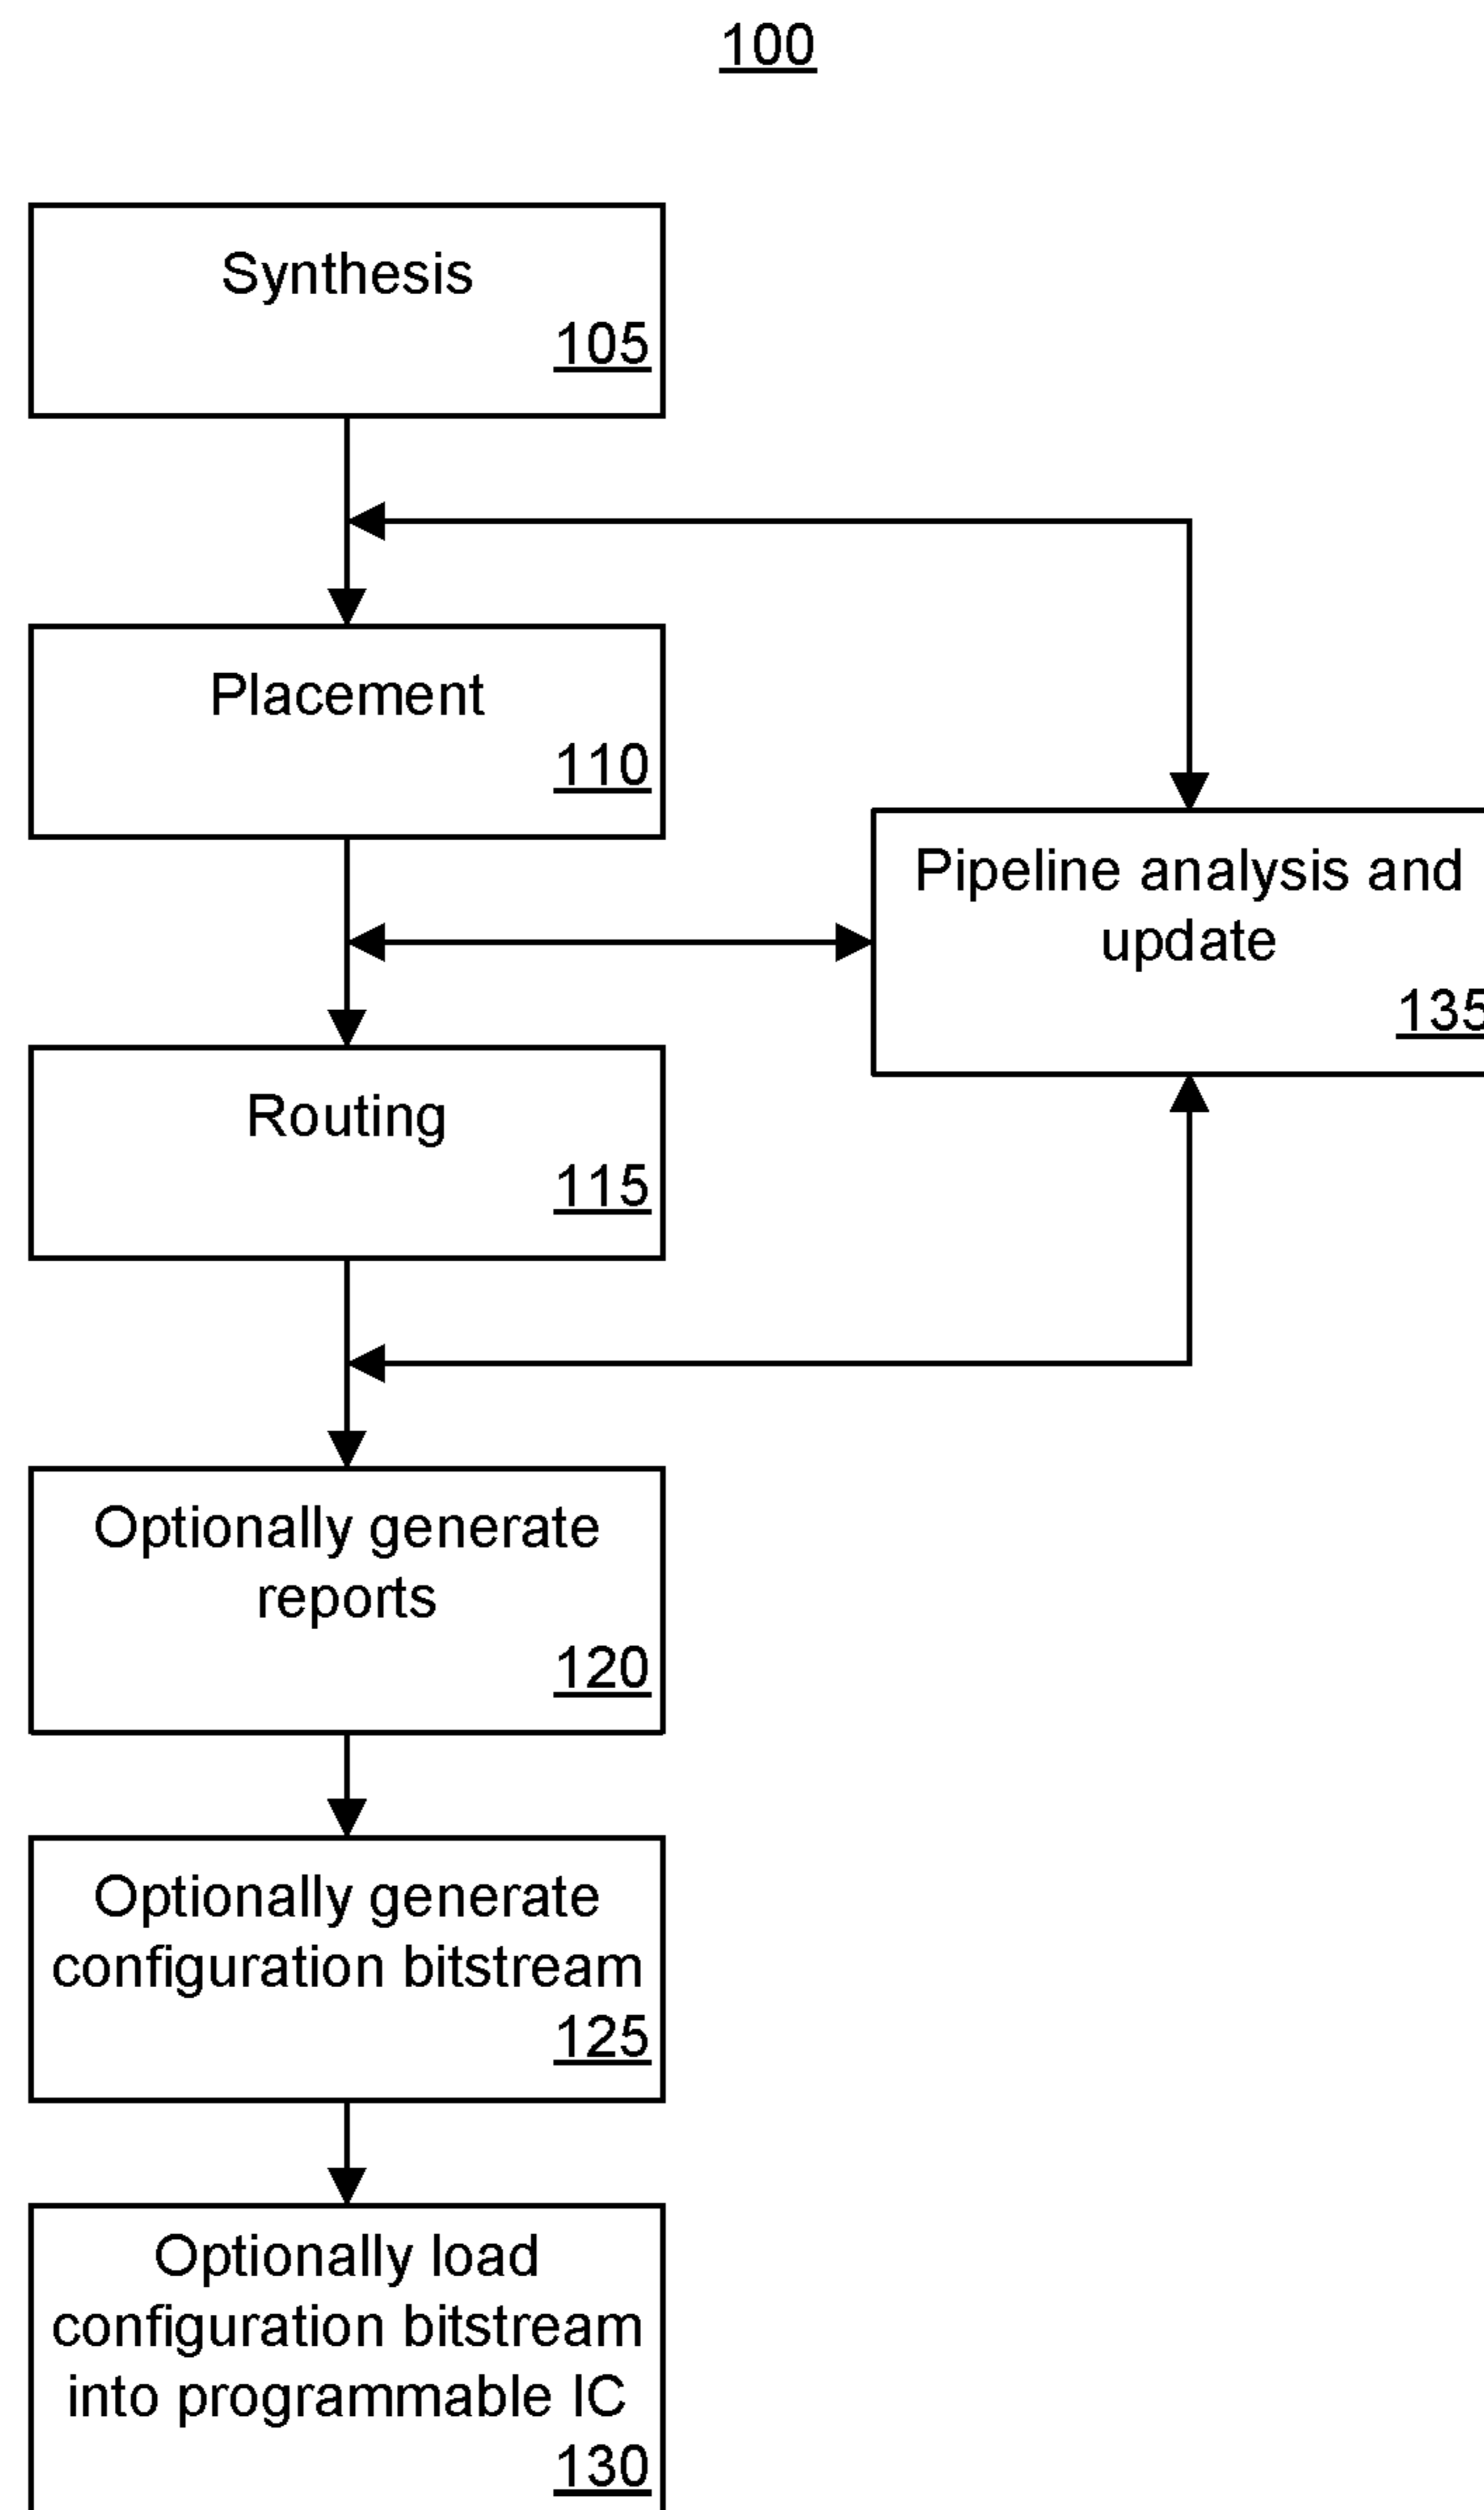 100
Synthesis
105
Placement
110
Pipeline analysis and
update
135
Routing
115
Optionally generate
reports
120
Optionally generate
configuration bitstream
125
Optionally load
configuration bitstream
into programmable IC
130